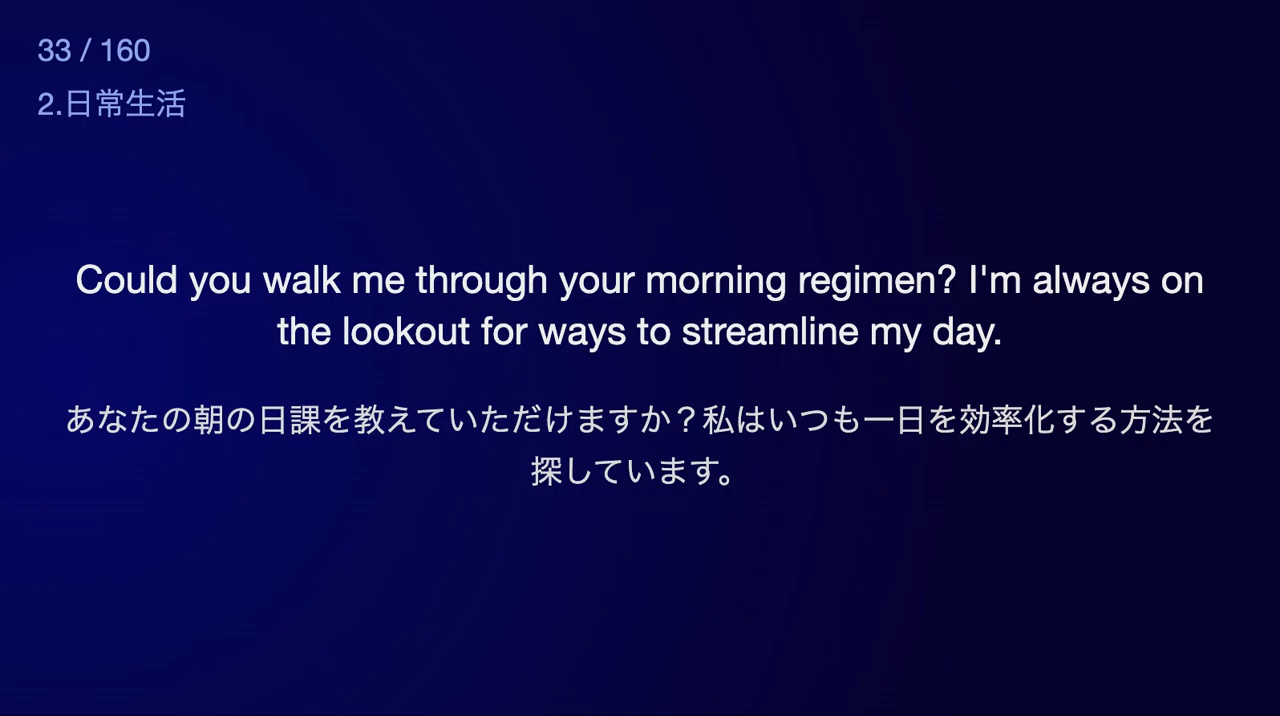 33 / 160
2.日常生活
Could you walk me through your morning regimen? I'm always on
the lookout for ways to streamline my day.
あなたの朝の日課を教えていただけますか？私はいつも一日を効率化する方法を
探しています。